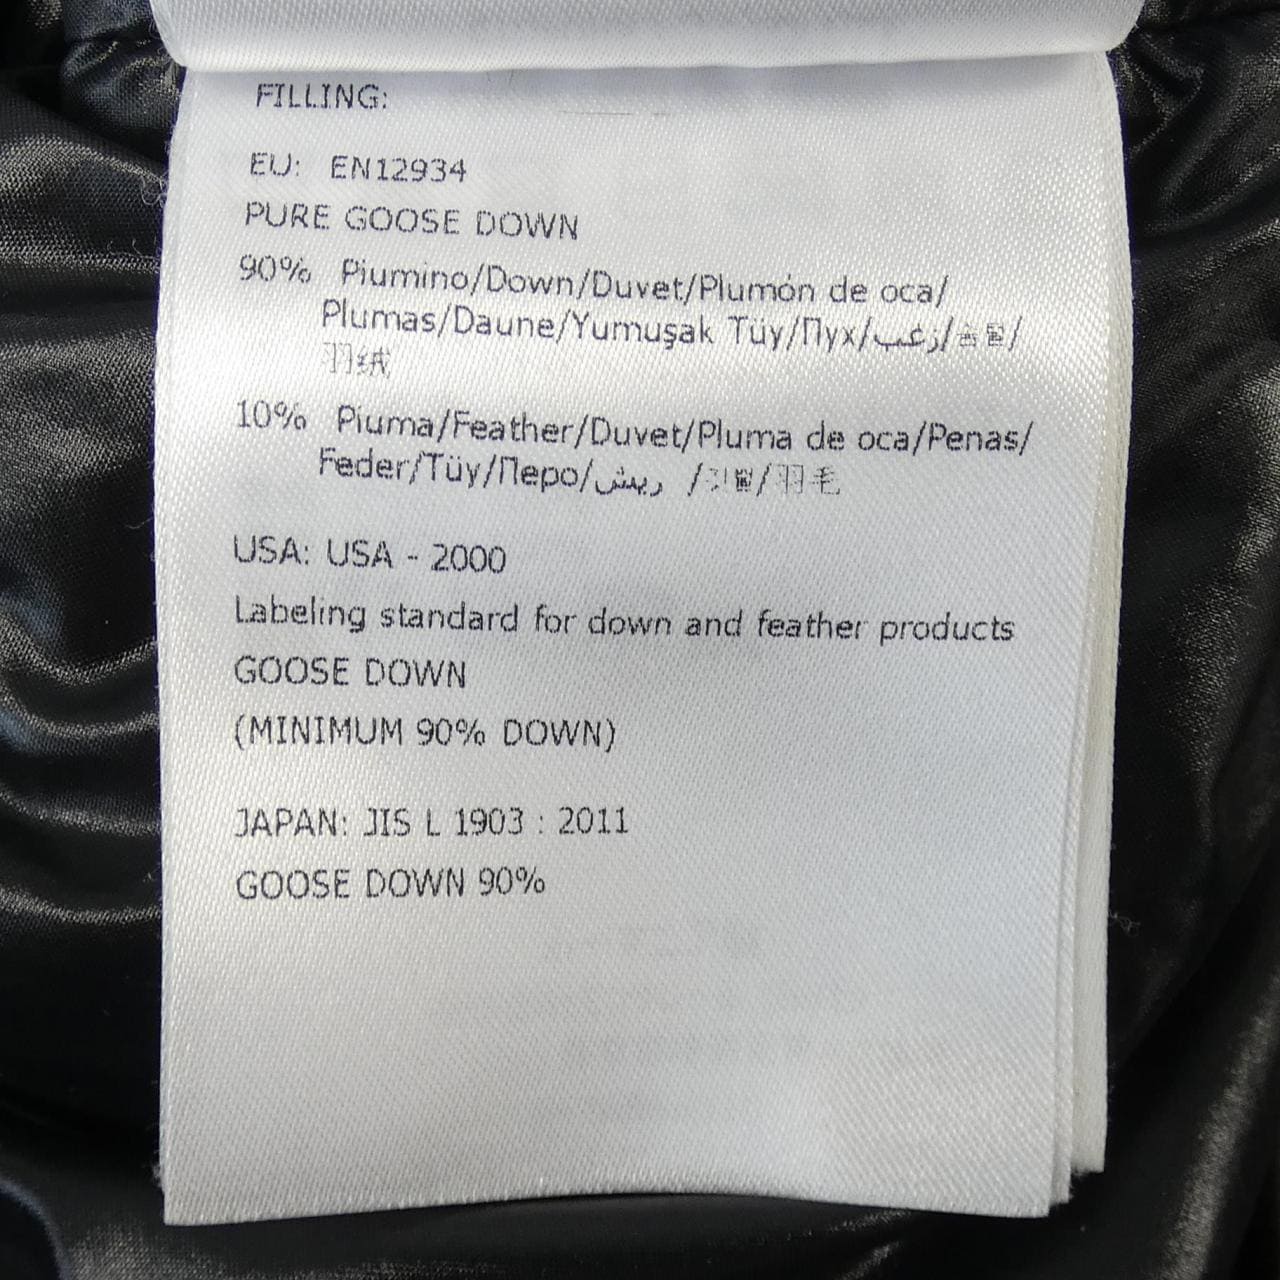 FILLING:
EU: EN12934
PURE GOOSE DOWN
90% Piumino/Down/Duvet/Plumón de oca/
Plumas/Daune/Yumuşak Tüy/Пух/زغب/솜털/
羽绒
10% Piuma/Feather/Duvet/Pluma de oca/Penas/
Feder/Tüy/Перо/ريش /깃털/羽毛
USA: USA - 2000
Labeling standard for down and feather products
GOOSE DOWN
(MINIMUM 90% DOWN)
JAPAN: JIS L 1903 : 2011
GOOSE DOWN 90%